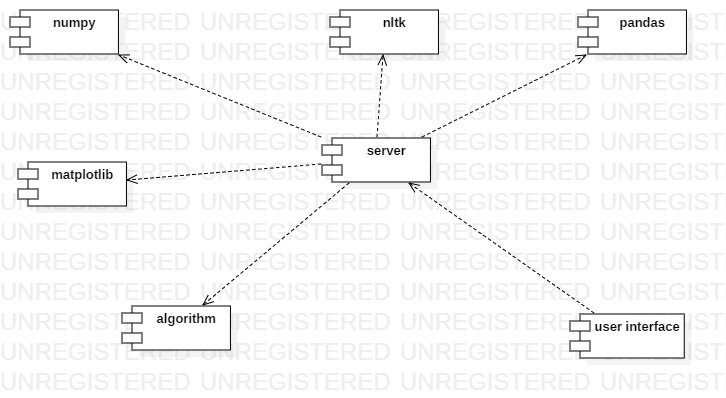 numpy
nltk
pandas
server
matplotlib
algorithm
user interface
UNREGISTERED UNREGISTERED UNREGISTERED UNREGISTERED